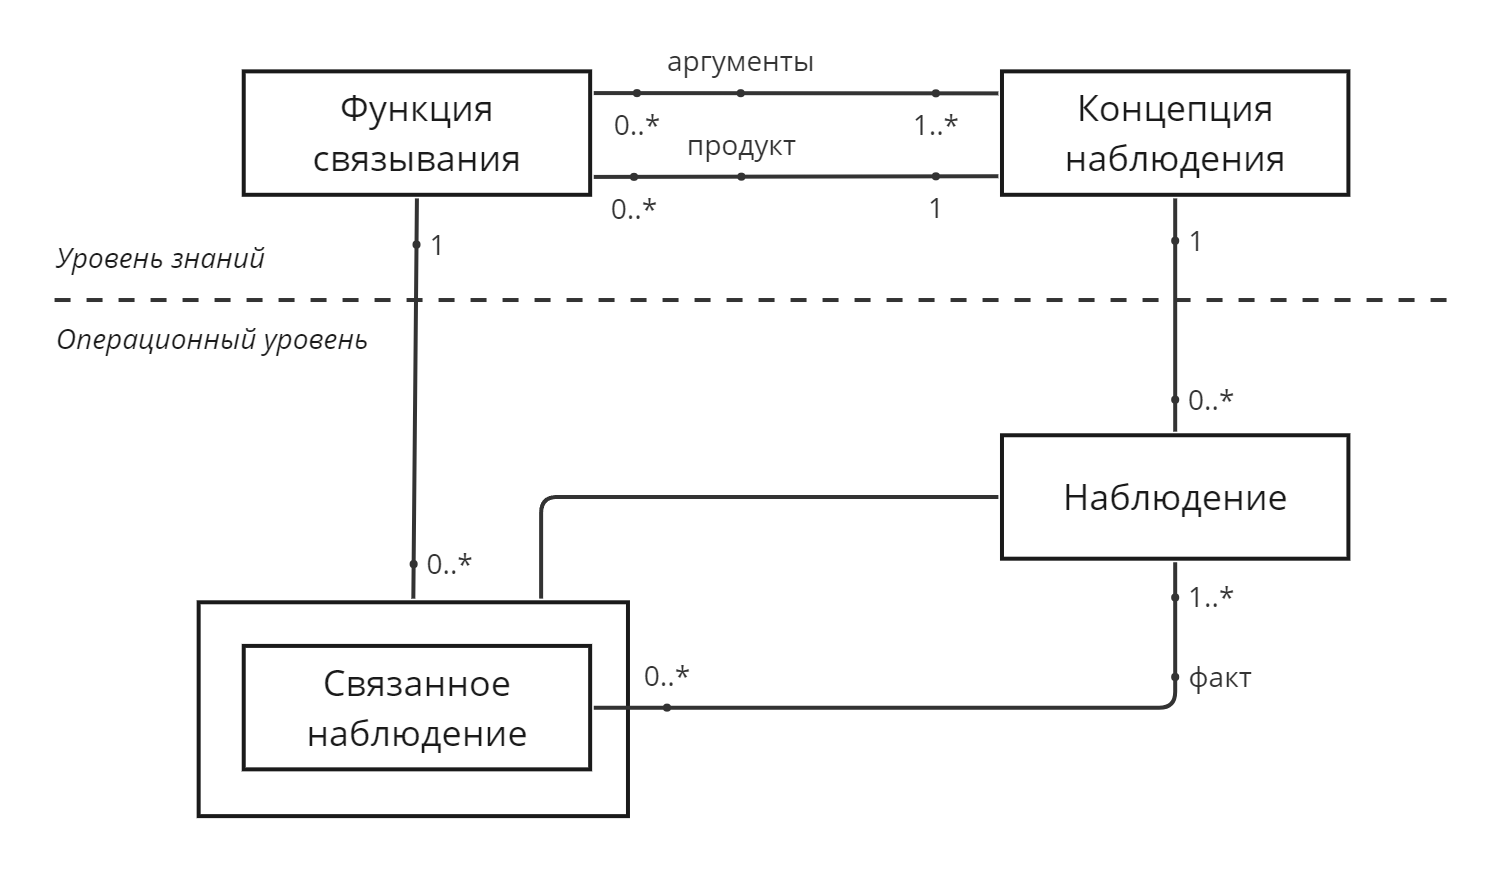 аргументы
Функция
связывания
Концепция
наблюдения
0..*
1..*
продукт
0..*
1
1
1
Уровень знаний
Операционный уровень
0..*
Наблюдение
0..*
1..*
Связанное
наблюдение
0..*
факт